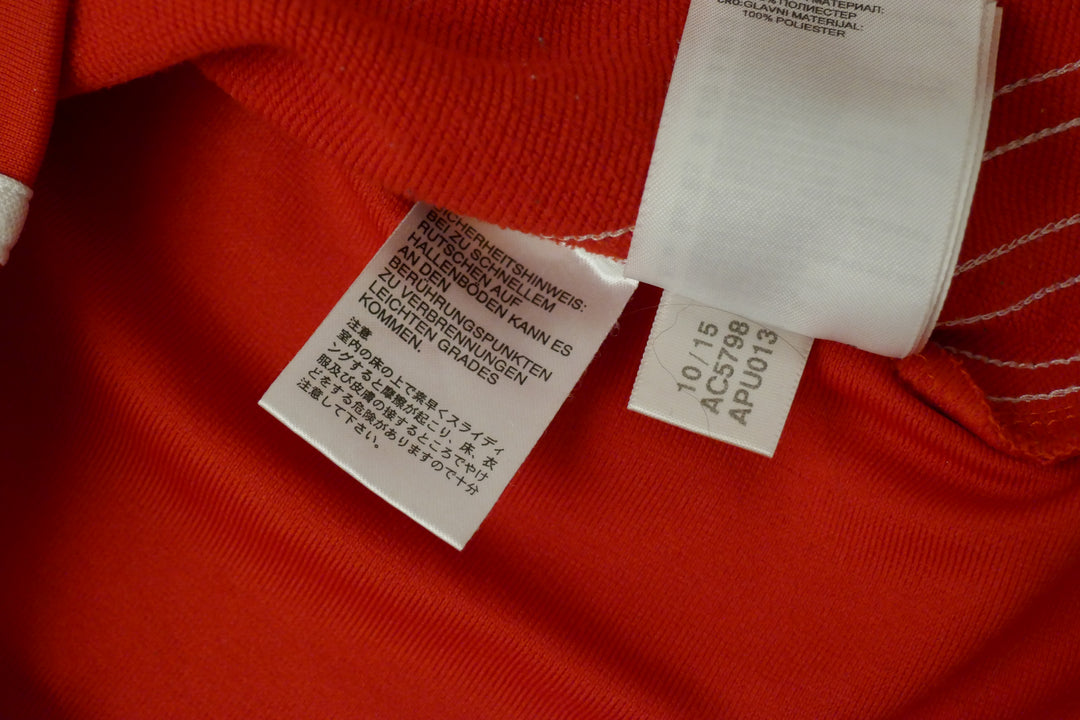 МАТЕРИАЛ:
ПОЛИЕСТЕР
CRO:GLAVNI MATERIJAL:
100% POLIESTER
SICHERHEITSHINWEIS:
BEI ZU SCHNELLEM
RUTSCHEN AUF
HALLENBÖDEN KANN ES
AN DEN
BERÜHRUNGSPUNKTEN
ZU VERBRENNUNGEN
LEICHTEN GRADES
KOMMEN.
注意
室内の床の上で素早くスライディ
ングすると摩擦が起こり、床、衣
服及び皮膚の接するところでやけ
どをする危険がありますので十分
注意して下さい。
10/15
AC5798
APU013